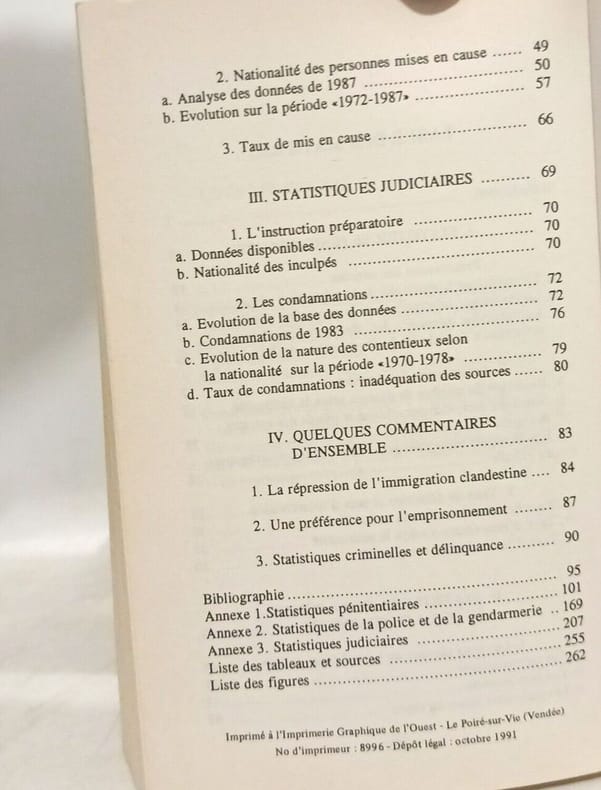 2. Nationalité des personnes mises en cause ...... 49
a. Analyse des données de 1987 .............................. 50
b. Evolution sur la période «1972-1987» .................... 57
3. Taux de mis en cause ........................... 66
III. STATISTIQUES JUDICIAIRES .......... 69
1. L'instruction préparatoire ..................... 70
a. Données disponibles ....................................... 70
b. Nationalité des inculpés ................................... 70
2. Les condamnations ............................... 72
a. Evolution de la base des données ......................... 72
b. Condamnations de 1983 ................................... 76
c. Evolution de la nature des contentieux selon
la nationalité sur la période «1970-1978» .............. 79
d. Taux de condamnations : inadéquation des sources ...... 80
IV. QUELQUES COMMENTAIRES
D'ENSEMBLE ............................. 83
1. La répression de l'immigration clandestine .... 84
2. Une préférence pour l'emprisonnement ........ 87
3. Statistiques criminelles et délinquance .......... 90
Bibliographie ................................................... 95
Annexe 1.Statistiques pénitentiaires ......................... 101
Annexe 2. Statistiques de la police et de la gendarmerie .. 169
Annexe 3. Statistiques judiciaires ........................... 207
Liste des tableaux et sources ................................. 255
Liste des figures ............................................... 262
Imprimé à l'Imprimerie Graphique de l'Ouest - Le Poiré-sur-Vie (Vendée)
No d'imprimeur : 8996 - Dépôt légal : octobre 1991